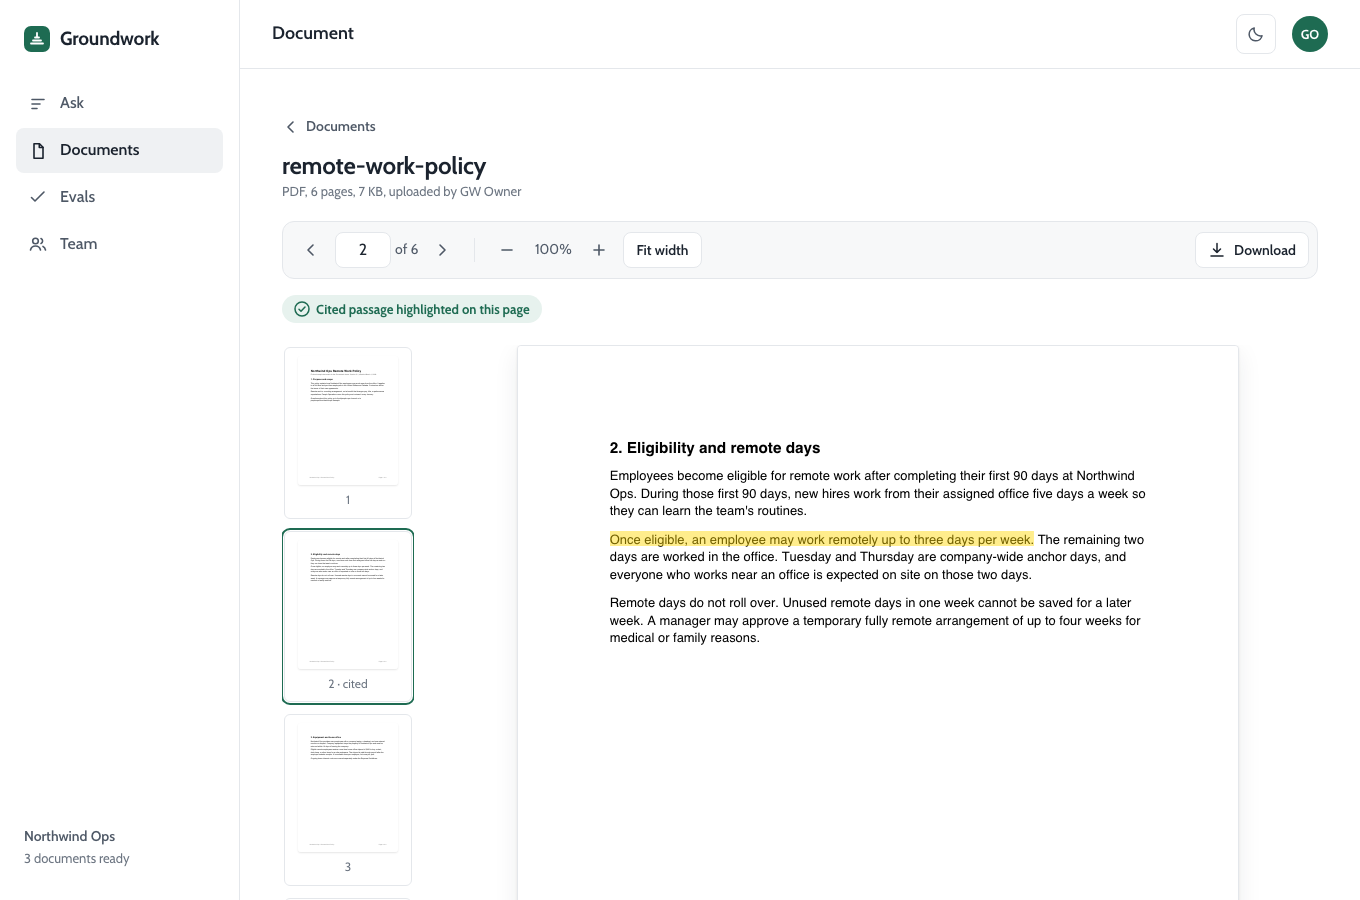 Groundwork
Ask
Documents
Evals
Team
Northwind Ops
3 documents ready
Document
GO
Documents
remote-work-policy
PDF, 6 pages, 7 KB, uploaded by GW Owner
2 of 6
100%
Fit width
Download
Cited passage highlighted on this page
Northwind Ops Remote Work Policy
1
2 · cited
3
2. Eligibility and remote days
Employees become eligible for remote work after completing their first 90 days at Northwind
Ops. During those first 90 days, new hires work from their assigned office five days a week so
they can learn the team's routines.
Once eligible, an employee may work remotely up to three days per week. The remaining two
days are worked in the office. Tuesday and Thursday are company-wide anchor days, and
everyone who works near an office is expected on site on those two days.
Remote days do not roll over. Unused remote days in one week cannot be saved for a later
week. A manager may approve a temporary fully remote arrangement of up to four weeks for
medical or family reasons.